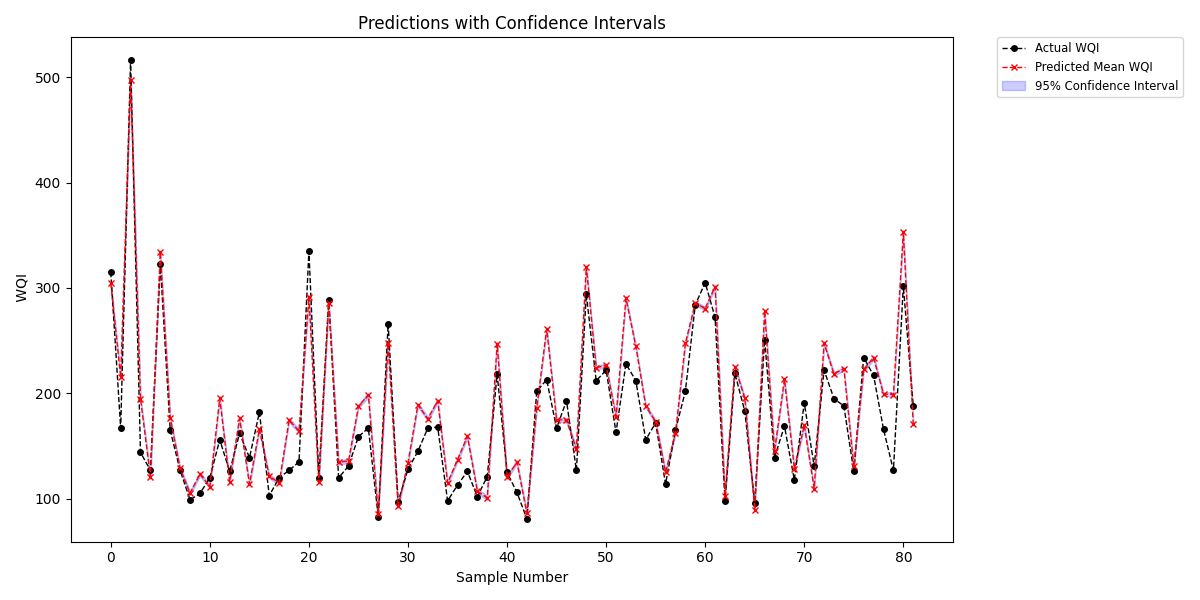 Predictions with Confidence Intervals
Actual WQI
Predicted Mean WQI
95% Confidence Interval
500
400
300
200
100
WQI
0 10 20 30 40 50 60 70 80
Sample Number